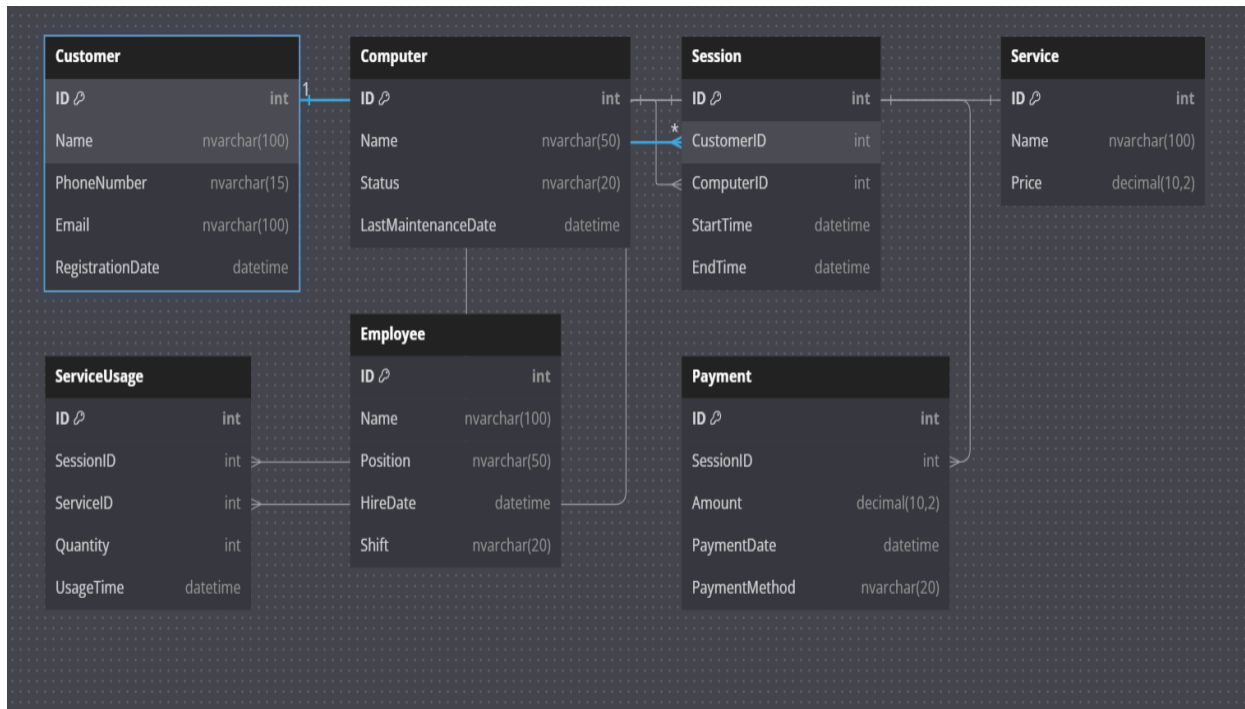 Customer
ID int
Name nvarchar(100)
PhoneNumber nvarchar(15)
Email nvarchar(100)
RegistrationDate datetime
1
Computer
ID int
Name nvarchar(50)
Status nvarchar(20)
LastMaintenanceDate datetime
*
Session
ID int
CustomerID int
ComputerID int
StartTime datetime
EndTime datetime
Service
ID int
Name nvarchar(100)
Price decimal(10,2)
ServiceUsage
ID int
SessionID int
ServiceID int
Quantity int
UsageTime datetime
Employee
ID int
Name nvarchar(100)
Position nvarchar(50)
HireDate datetime
Shift nvarchar(20)
Payment
ID int
SessionID int
Amount decimal(10,2)
PaymentDate datetime
PaymentMethod nvarchar(20)